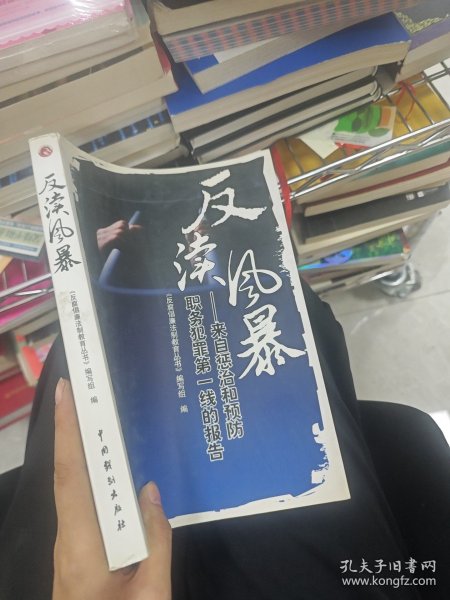 反渎风暴
《反腐倡廉法制教育丛书》编写组 编
中国戏剧出版社
反渎风暴
——来自惩治和预防
职务犯罪第一线的报告
《反腐倡廉法制教育丛书》编写组 编
孔夫子旧书网
www.kongfz.com